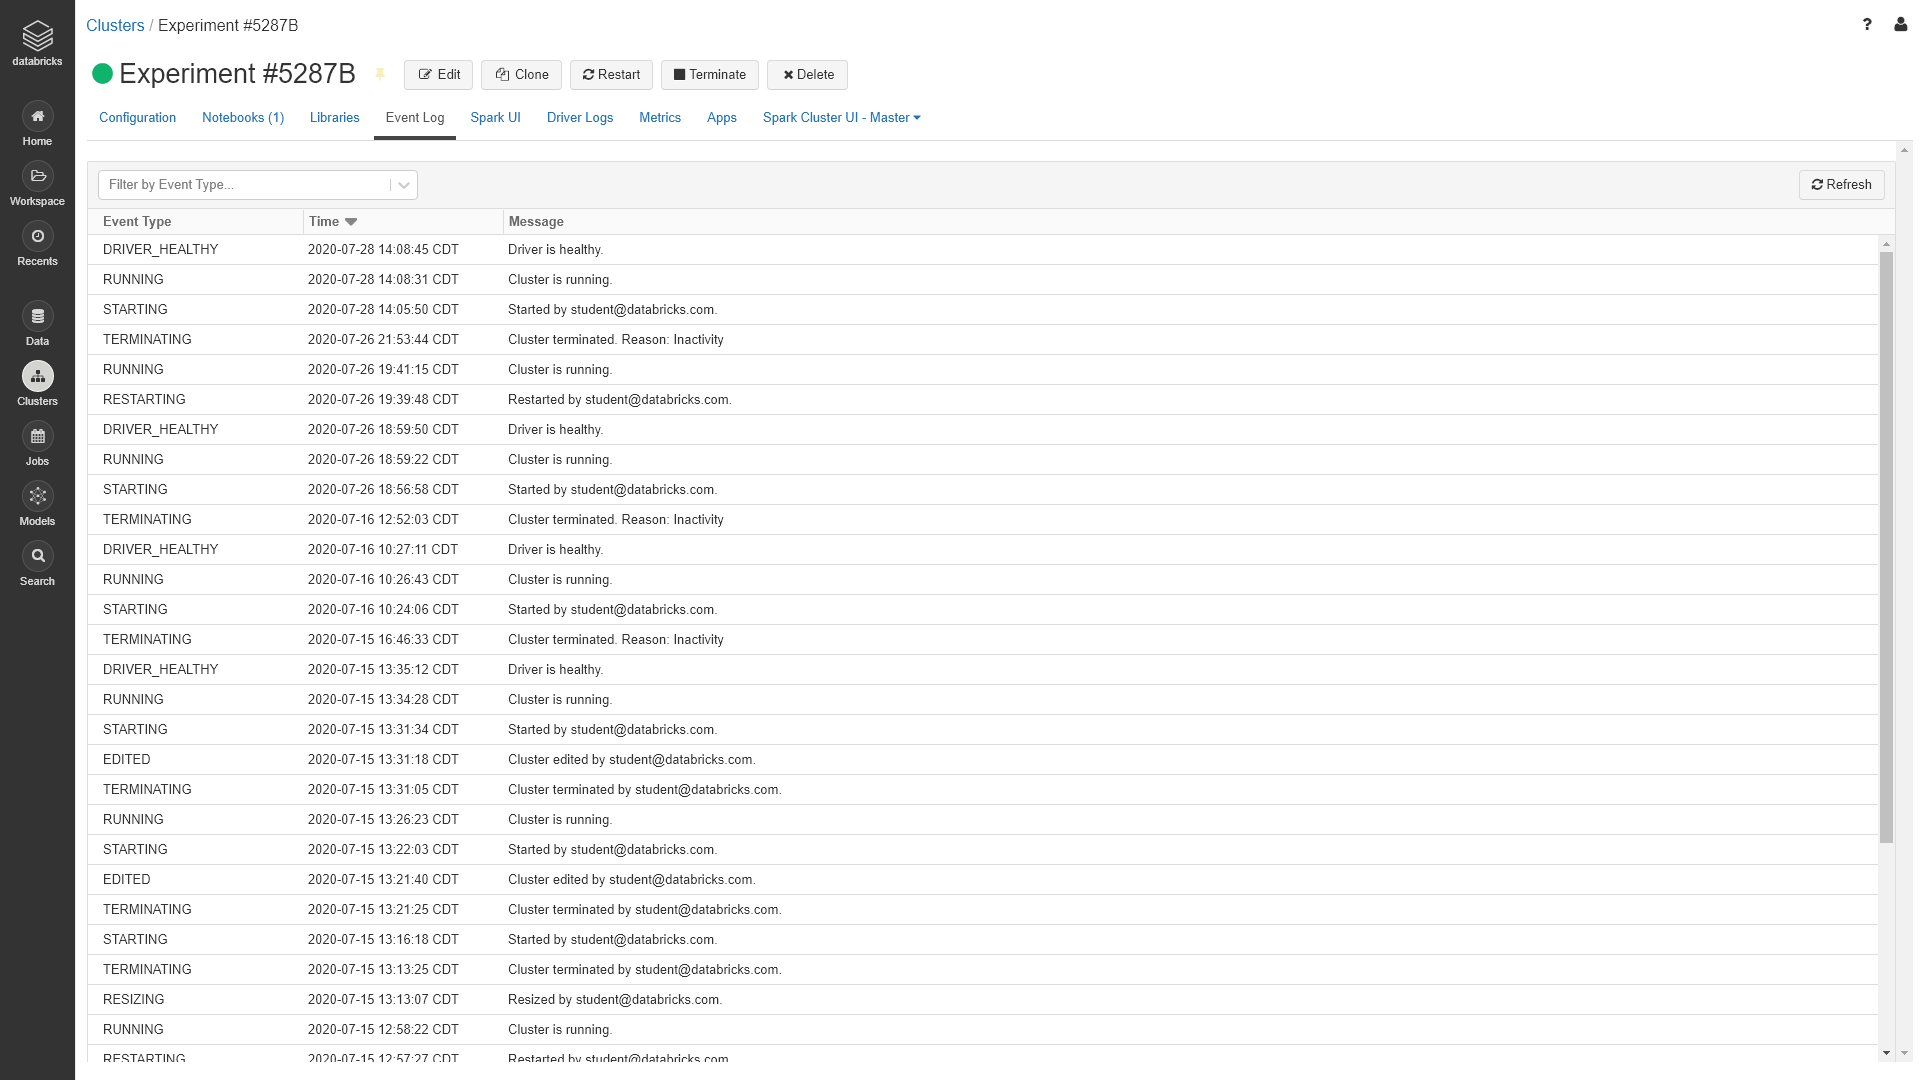 databricks
Home
Workspace
Recents
Data
Clusters
Jobs
Models
Search
Clusters / Experiment #5287B
?
Experiment #5287B
Edit Clone Restart Terminate Delete
Configuration Notebooks (1) Libraries Event Log Spark UI Driver Logs Metrics Apps Spark Cluster UI - Master
Filter by Event Type...
Refresh
Event Type Time Message
DRIVER_HEALTHY 2020-07-28 14:08:45 CDT Driver is healthy.
RUNNING 2020-07-28 14:08:31 CDT Cluster is running.
STARTING 2020-07-28 14:05:50 CDT Started by student@databricks.com.
TERMINATING 2020-07-26 21:53:44 CDT Cluster terminated. Reason: Inactivity
RUNNING 2020-07-26 19:41:15 CDT Cluster is running.
RESTARTING 2020-07-26 19:39:48 CDT Restarted by student@databricks.com.
DRIVER_HEALTHY 2020-07-26 18:59:50 CDT Driver is healthy.
RUNNING 2020-07-26 18:59:22 CDT Cluster is running.
STARTING 2020-07-26 18:56:58 CDT Started by student@databricks.com.
TERMINATING 2020-07-16 12:52:03 CDT Cluster terminated. Reason: Inactivity
DRIVER_HEALTHY 2020-07-16 10:27:11 CDT Driver is healthy.
RUNNING 2020-07-16 10:26:43 CDT Cluster is running.
STARTING 2020-07-16 10:24:06 CDT Started by student@databricks.com.
TERMINATING 2020-07-15 16:46:33 CDT Cluster terminated. Reason: Inactivity
DRIVER_HEALTHY 2020-07-15 13:35:12 CDT Driver is healthy.
RUNNING 2020-07-15 13:34:28 CDT Cluster is running.
STARTING 2020-07-15 13:31:34 CDT Started by student@databricks.com.
EDITED 2020-07-15 13:31:18 CDT Cluster edited by student@databricks.com.
TERMINATING 2020-07-15 13:31:05 CDT Cluster terminated by student@databricks.com.
RUNNING 2020-07-15 13:26:23 CDT Cluster is running.
STARTING 2020-07-15 13:22:03 CDT Started by student@databricks.com.
EDITED 2020-07-15 13:21:40 CDT Cluster edited by student@databricks.com.
TERMINATING 2020-07-15 13:21:25 CDT Cluster terminated by student@databricks.com.
STARTING 2020-07-15 13:16:18 CDT Started by student@databricks.com.
TERMINATING 2020-07-15 13:13:25 CDT Cluster terminated by student@databricks.com.
RESIZING 2020-07-15 13:13:07 CDT Resized by student@databricks.com.
RUNNING 2020-07-15 12:58:22 CDT Cluster is running.
RESTARTING 2020-07-15 12:57:27 CDT Restarted by student@databricks.com